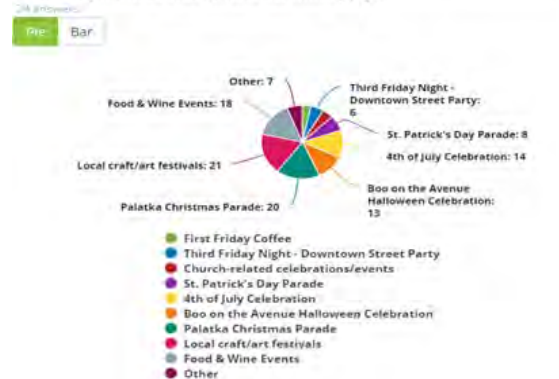 Pie Bar
Other: 7
Third Friday Night -
Downtown Street Party:
6
Food & Wine Events: 18
St. Patrick's Day Parade: 8
4th of July Celebration: 14
Local craft/art festivals: 21
Boo on the Avenue
Halloween Celebration:
13
Palatka Christmas Parade: 20
First Friday Coffee
Third Friday Night - Downtown Street Party
Church-related celebrations/events
St. Patrick's Day Parade
4th of July Celebration
Boo on the Avenue Halloween Celebration
Palatka Christmas Parade
Local craft/art festivals
Food & Wine Events
Other